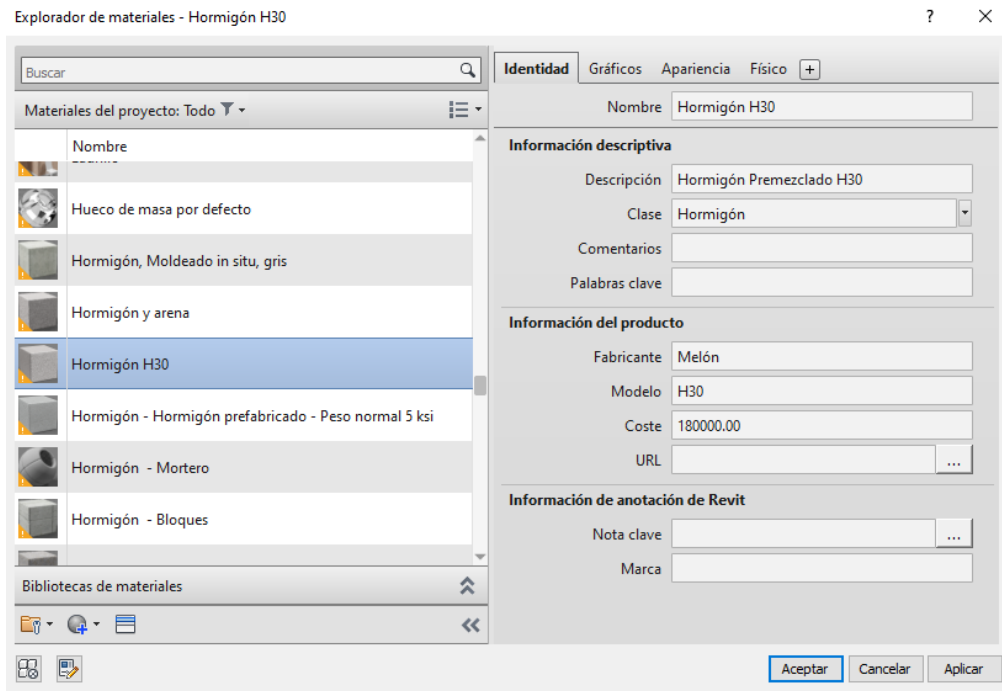 Explorador de materiales - Hormigón H30
?
Buscar
Materiales del proyecto: Todo
Nombre
Hueco de masa por defecto
Hormigón, Moldeado in situ, gris
Hormigón y arena
Hormigón H30
Hormigón - Hormigón prefabricado - Peso normal 5 ksi
Hormigón - Mortero
Hormigón - Bloques
Bibliotecas de materiales
Identidad Gráficos Apariencia Físico +
Nombre Hormigón H30
Información descriptiva
Descripción Hormigón Premezclado H30
Clase Hormigón
Comentarios
Palabras clave
Información del producto
Fabricante Melón
Modelo H30
Coste 180000.00
URL ...
Información de anotación de Revit
Nota clave ...
Marca
Aceptar Cancelar Aplicar